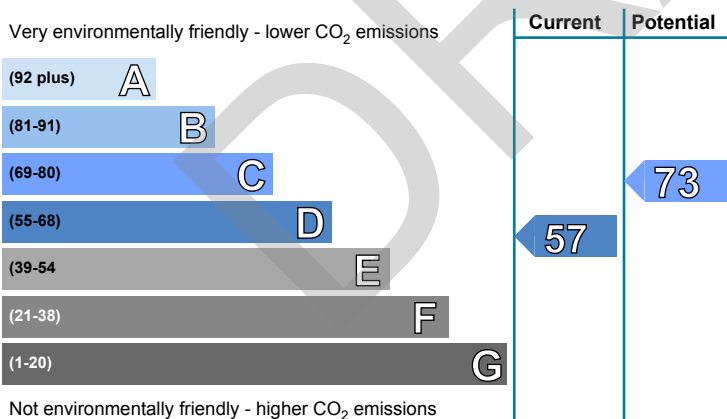 Very environmentally friendly - lower CO2 emissions
Current
Potential
(92 plus) A
(81-91) B
(69-80) C
73
(55-68) D
57
(39-54 E
(21-38) F
(1-20) G
Not environmentally friendly - higher CO2 emissions